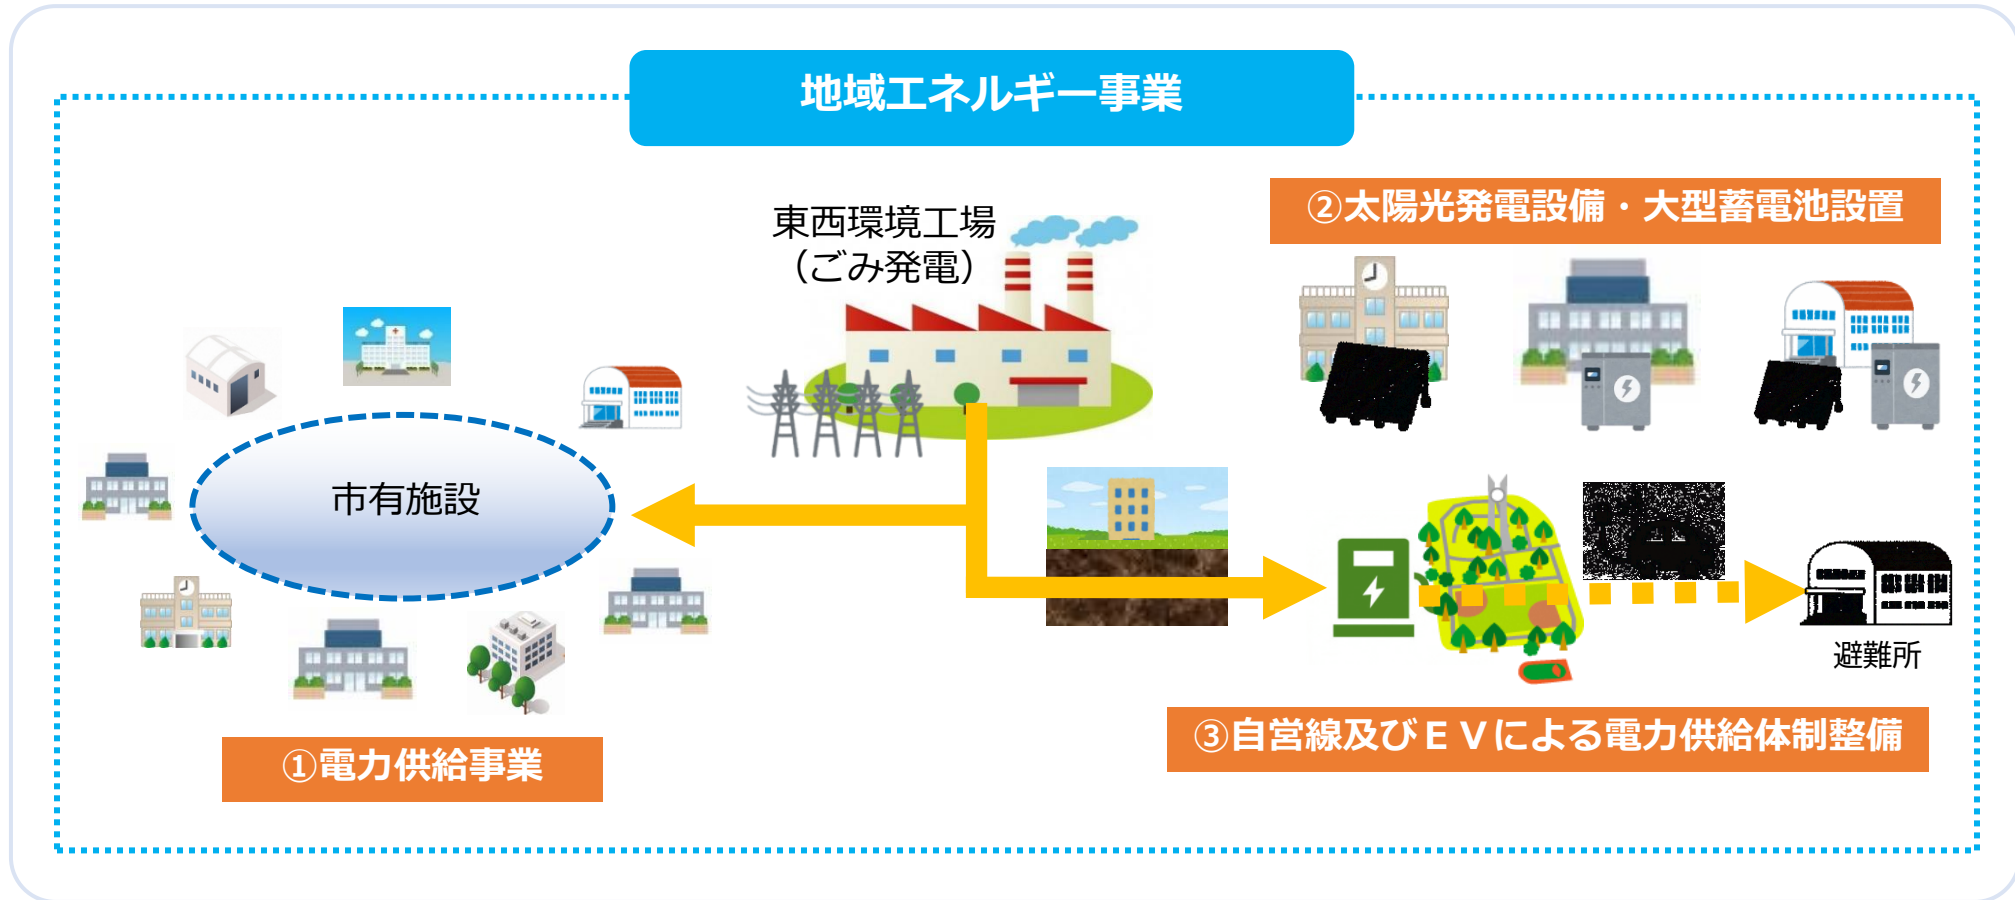 地域エネルギー事業
東西環境工場
（ごみ発電）
②太陽光発電設備・大型蓄電池設置
市有施設
避難所
①電力供給事業
③自営線及びＥＶによる電力供給体制整備